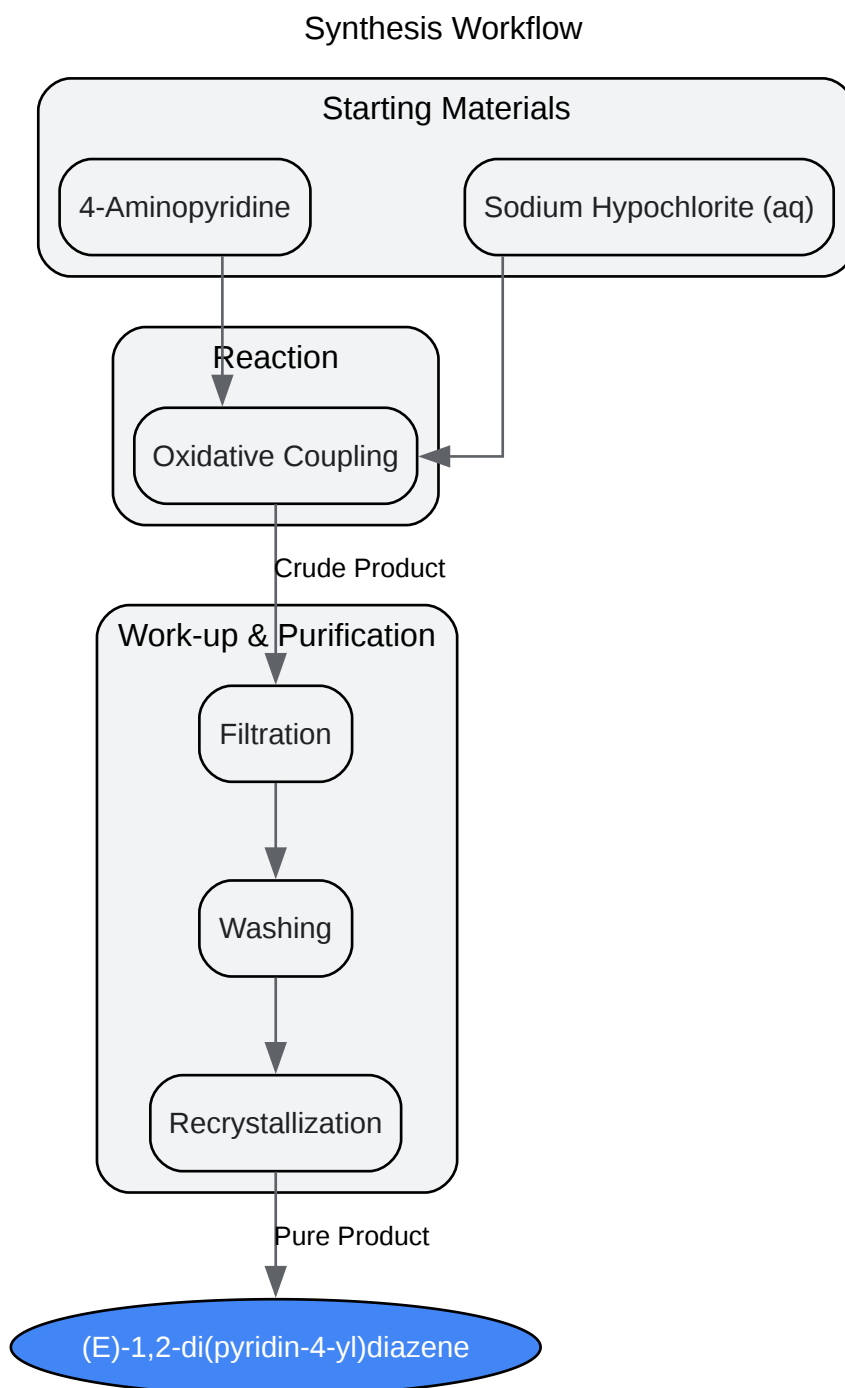 Synthesis Workflow
Starting Materials
4-Aminopyridine
Sodium Hypochlorite (aq)
Reaction
Oxidative Coupling
Crude Product
Work-up & Purification
Filtration
Washing
Recrystallization
Pure Product
(E)-1,2-di(pyridin-4-yl)diazene